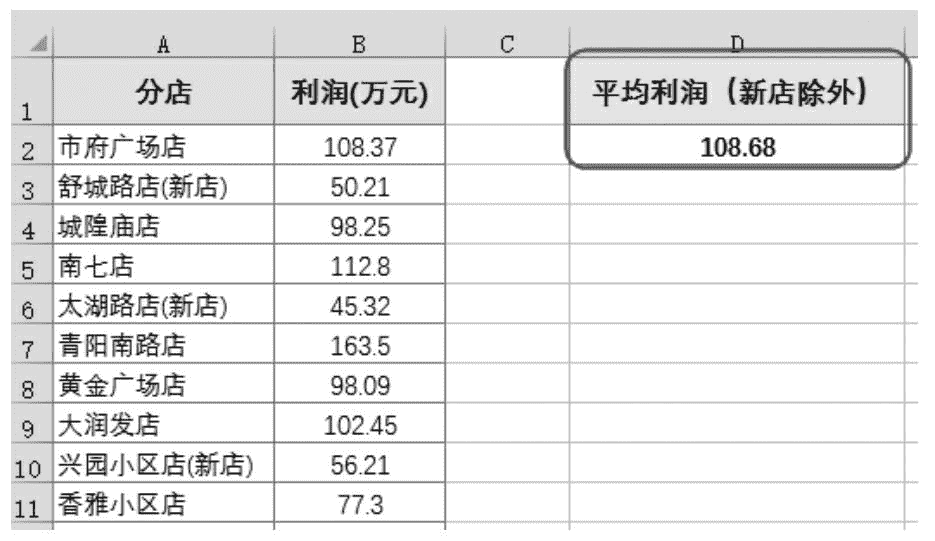 A B C D
1 分店 利润(万元) 平均利润（新店除外）
2 市府广场店 108.37 108.68
3 舒城路店(新店) 50.21
4 城隍庙店 98.25
5 南七店 112.8
6 太湖路店(新店) 45.32
7 青阳南路店 163.5
8 黄金广场店 98.09
9 大润发店 102.45
10 兴园小区店(新店) 56.21
11 香雅小区店 77.3